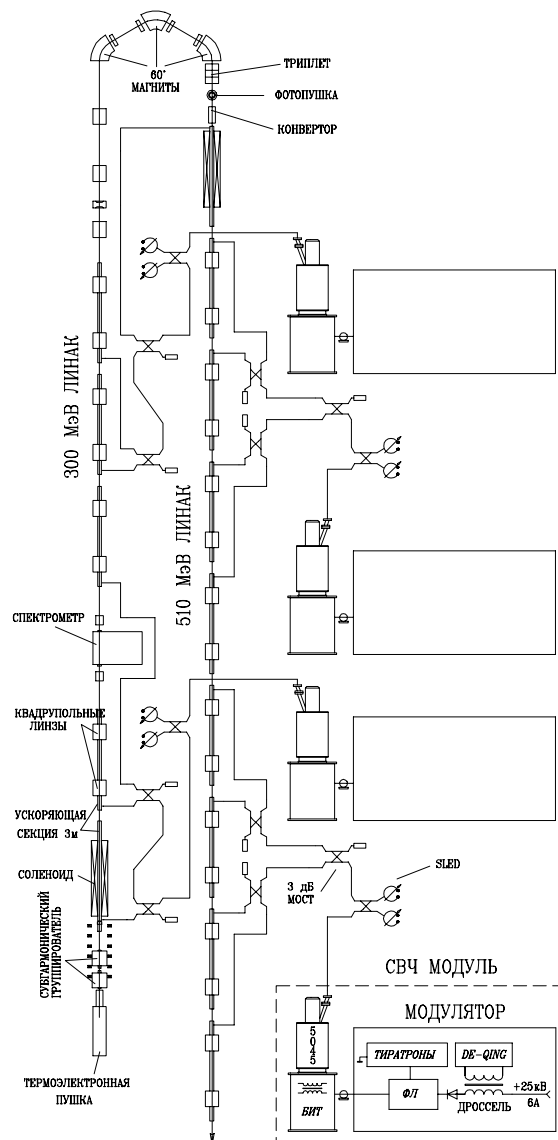 ТРИПЛЕТ
60°
МАГНИТЫ
ФОТОПУШКА
КОНВЕРТОР
300 МэВ ЛИНАК
510 МэВ ЛИНАК
СПЕКТРОМЕТР
КВАДРУПОЛЬНЫЕ
ЛИНЗЫ
УСКОРЯЮЩАЯ
СЕКЦИЯ 3м
СОЛЕНОИД
СУБГАРМОНИЧЕСКИЙ
ГРУППИРОВАТЕЛЬ
ТЕРМОЭЛЕКТРОННАЯ
ПУШКА
3 дБ
МОСТ
SLED
СВЧ МОДУЛЬ
МОДУЛЯТОР
5045
ТИРАТРОНЫ
DE-QING
БИТ
ФЛ
ДРОССЕЛЬ
+25кВ
6А